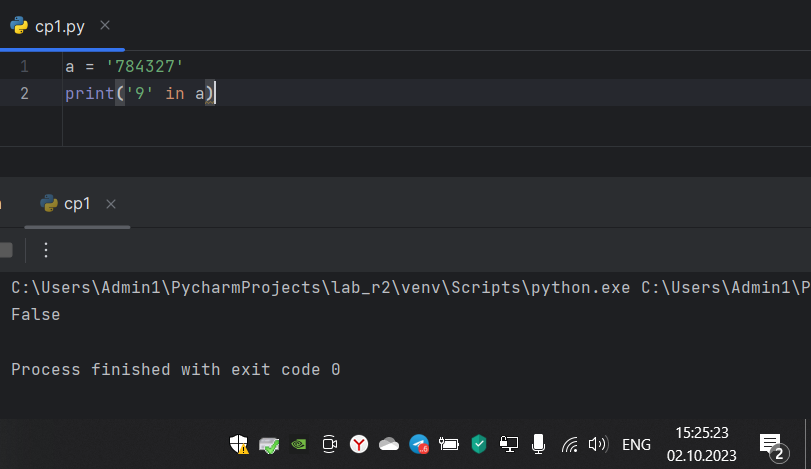 cp1.py
1 a = '784327'
2 print('9' in a)
cp1
C:\Users\Admin1\PycharmProjects\lab_r2\venv\Scripts\python.exe C:\Users\Admin1\P
False
Process finished with exit code 0
ENG
15:25:23
02.10.2023
2